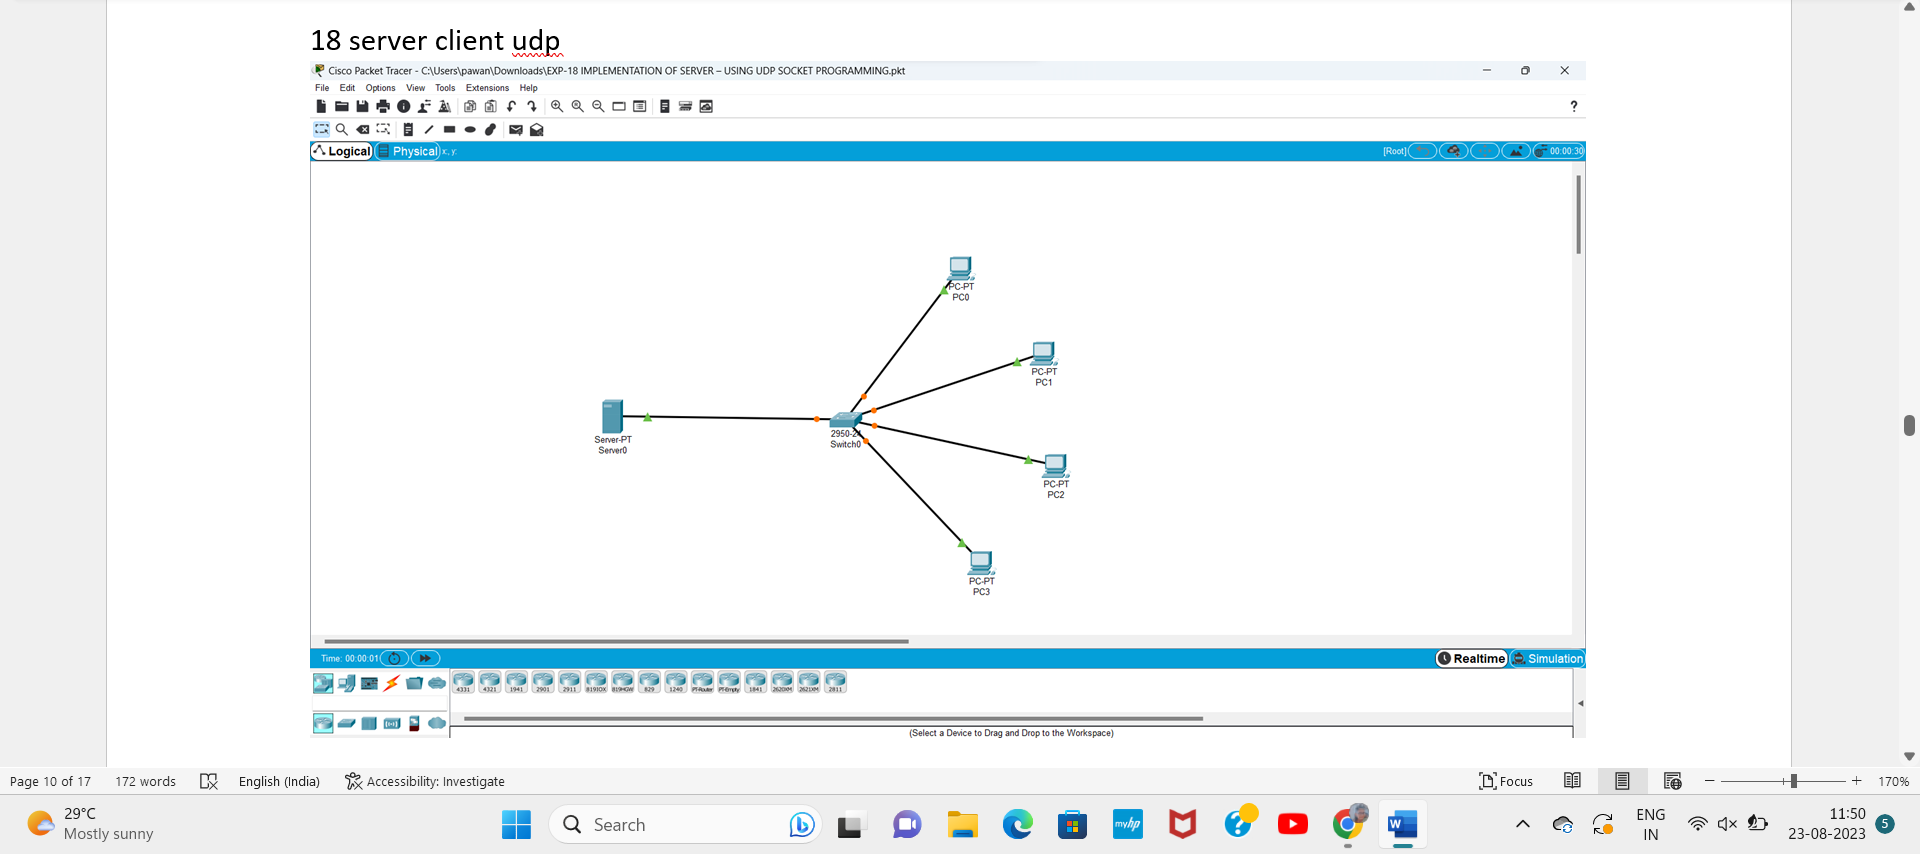 18 server client udp
Cisco Packet Tracer - C:\Users\pawan\Downloads\EXP-18 IMPLEMENTATION OF SERVER – USING UDP SOCKET PROGRAMMING.pkt
File Edit Options View Tools Extensions Help
?
Logical Physical x: , y:
[Root] 00:00:30
PC-PT
PC0
PC-PT
PC1
Server-PT
Server0
2950-24
Switch0
PC-PT
PC2
PC-PT
PC3
Time: 00:00:01
Realtime Simulation
4331 4321 1941 2901 2911 819IOX 819HGW 829 1240 PT-Router PT-Empty 1841 2620XM 2621XM 2811
(Select a Device to Drag and Drop to the Workspace)
Page 10 of 17 172 words English (India) Accessibility: Investigate Focus 170%
29°C
Mostly sunny
Search
myhp
W
ENG
IN
11:50
23-08-2023
5